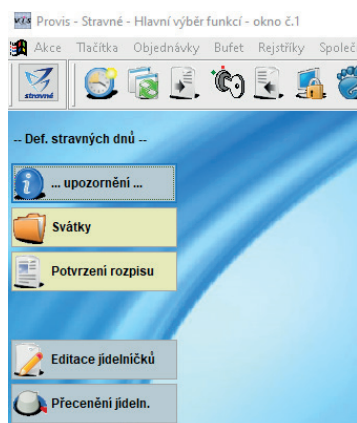 VIS Provis - Stravné - Hlavní výběr funkcí - okno č.1
Akce Tlačítka Objednávky Bufet Rejstříky Společ
stravné
-- Def. stravných dnů --
... upozornění ...
Svátky
Potvrzení rozpisu
Editace jídelníčků
Přecenění jídeln.